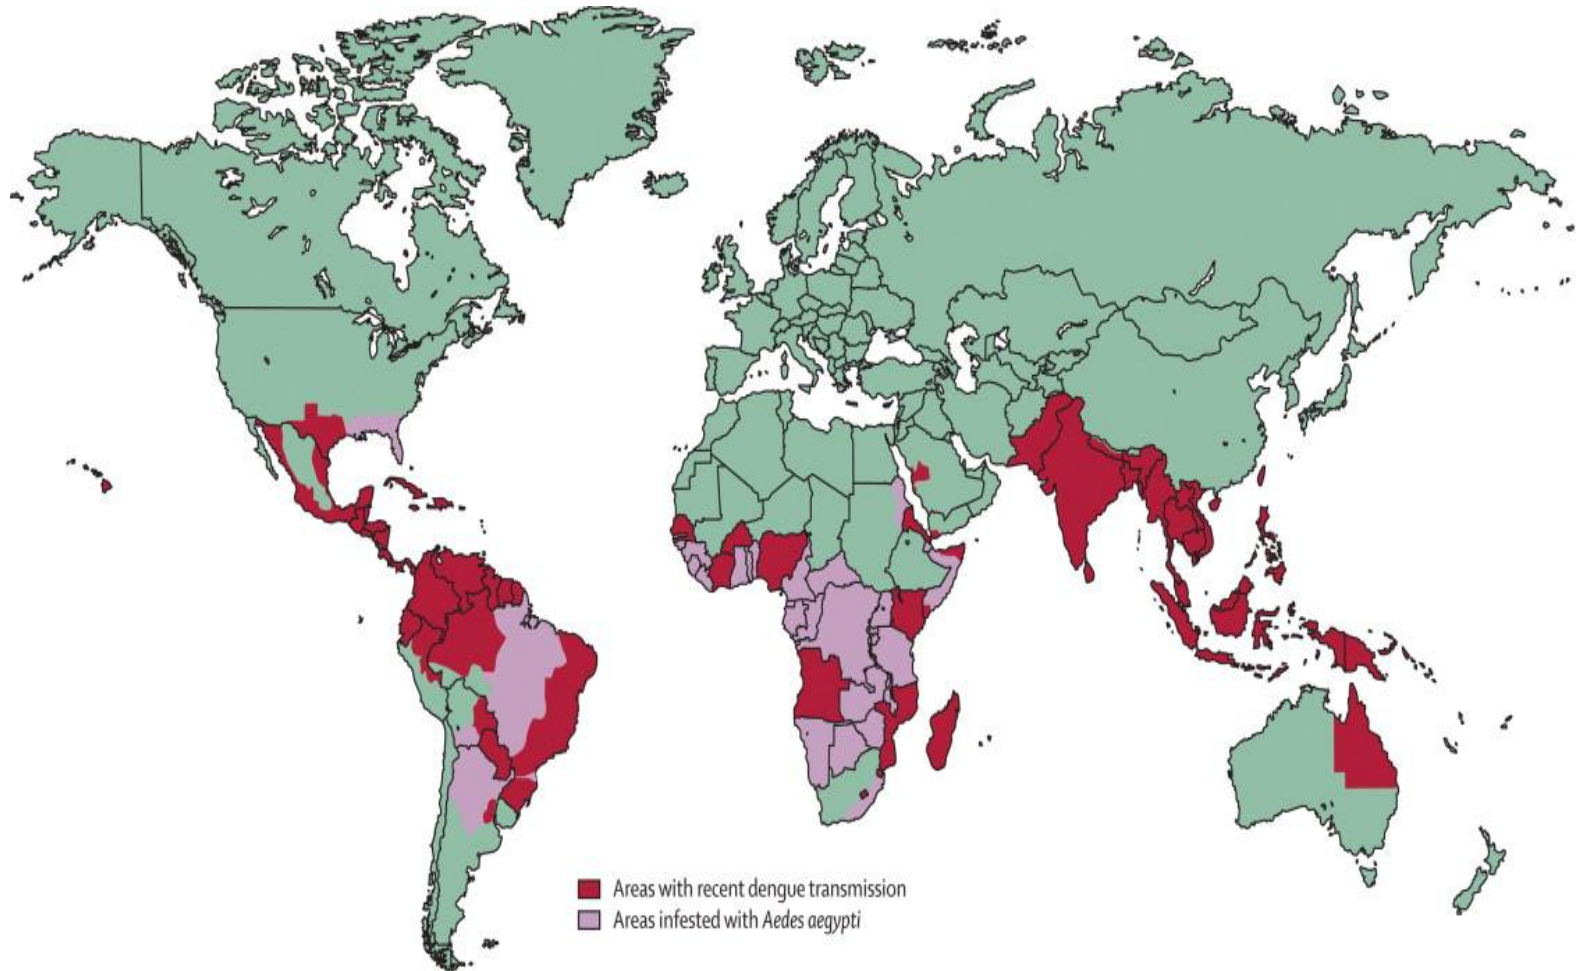 Areas with recent dengue transmission
Areas infested with Aedes aegypti